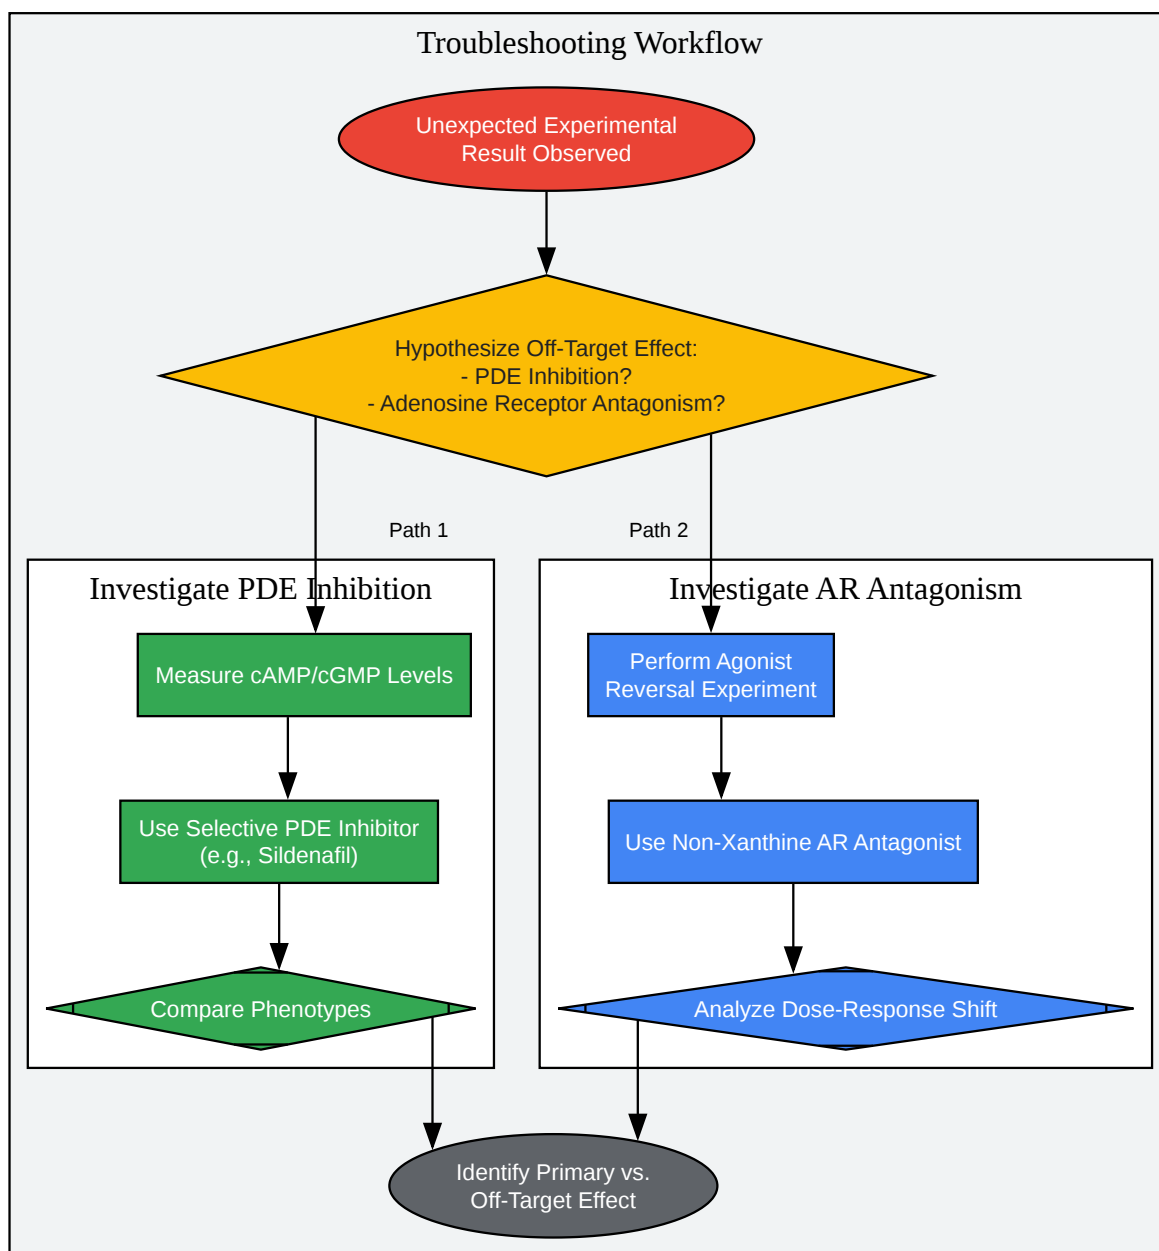 Troubleshooting Workflow
Unexpected Experimental
Result Observed
Hypothesize Off-Target Effect:
- PDE Inhibition?
- Adenosine Receptor Antagonism?
Path 1
Path 2
Investigate PDE Inhibition
Measure cAMP/cGMP Levels
Use Selective PDE Inhibitor
(e.g., Sildenafil)
Compare Phenotypes
Investigate AR Antagonism
Perform Agonist
Reversal Experiment
Use Non-Xanthine AR Antagonist
Analyze Dose-Response Shift
Identify Primary vs.
Off-Target Effect